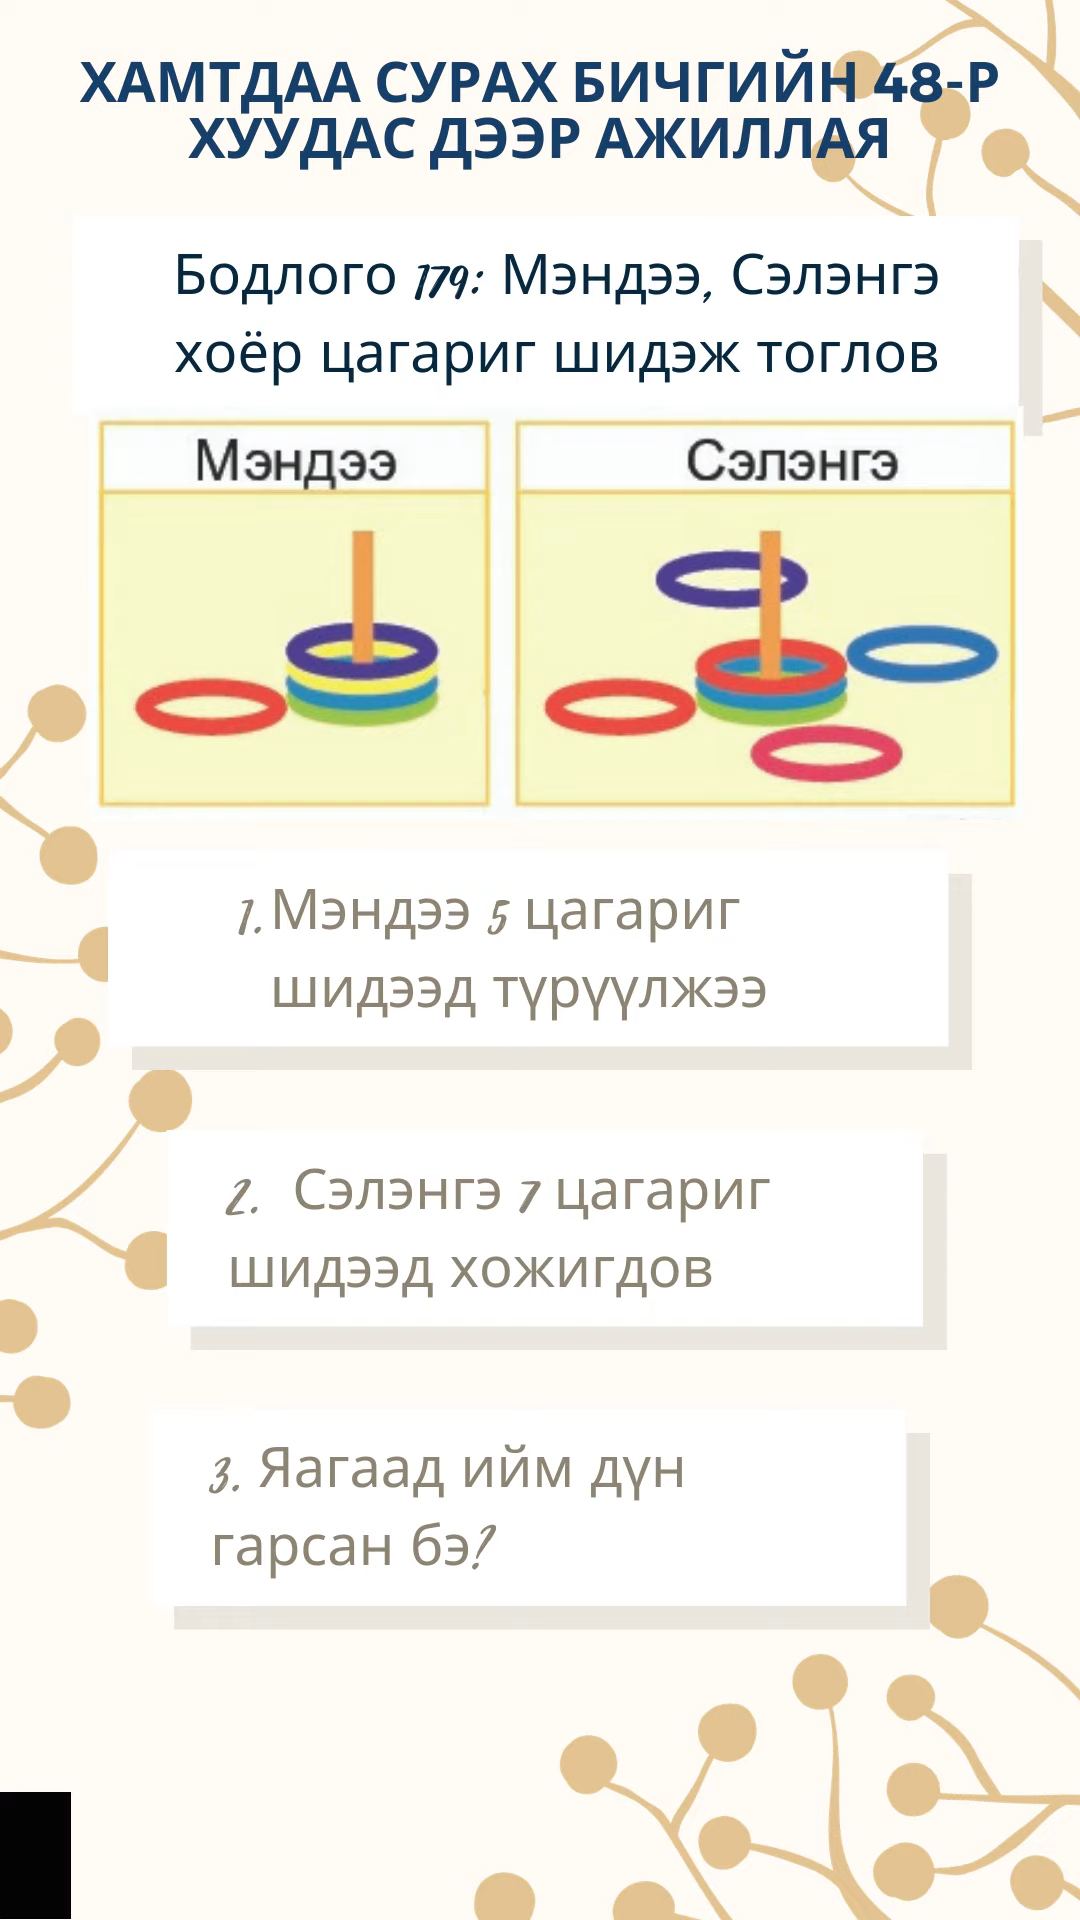 ХАМТДАА СУРАХ БИЧГИЙН 48-Р
ХУУДАС ДЭЭР АЖИЛЛАЯ
Бодлого 179: Мэндээ, Сэлэнгэ
хоёр цагариг шидэж тоглов
Мэндээ
Сэлэнгэ
1. Мэндээ 5 цагариг
шидээд түрүүлжээ
2. Сэлэнгэ 7 цагариг
шидээд хожигдов
3. Яагаад ийм дүн
гарсан бэ?